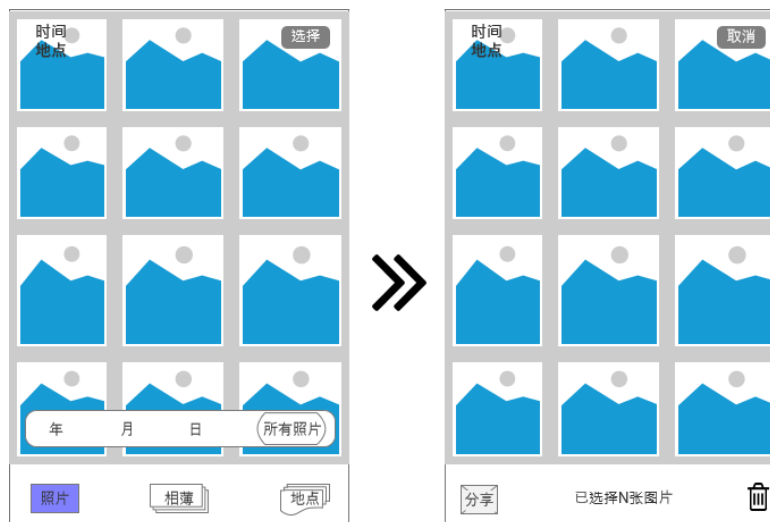 时间
地点
选择
年 月 日 所有照片
照片 相薄 地点
时间
地点
取消
分享 已选择N张图片